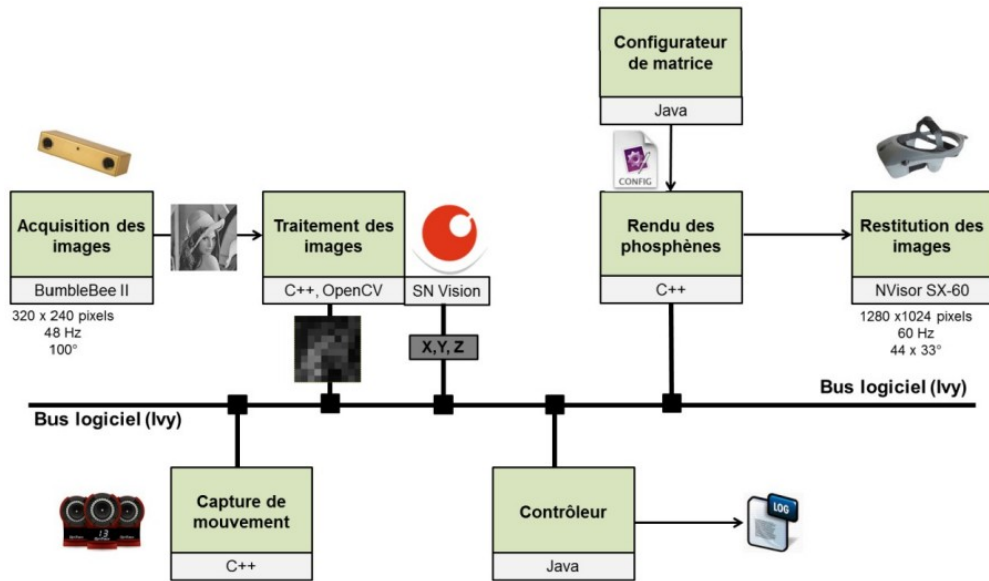 Configurateur
de matrice
Java
CONFIG
Acquisition des
images
BumbleBee II
320 x 240 pixels
48 Hz
100°
Traitement des
images
C++, OpenCV
SN Vision
X,Y, Z
Rendu des
phosphènes
C++
Restitution des
images
NVisor SX-60
1280 x1024 pixels
60 Hz
44 x 33°
Bus logiciel (Ivy)
Bus logiciel (Ivy)
Capture de
mouvement
C++
13
Contrôleur
Java
LOG